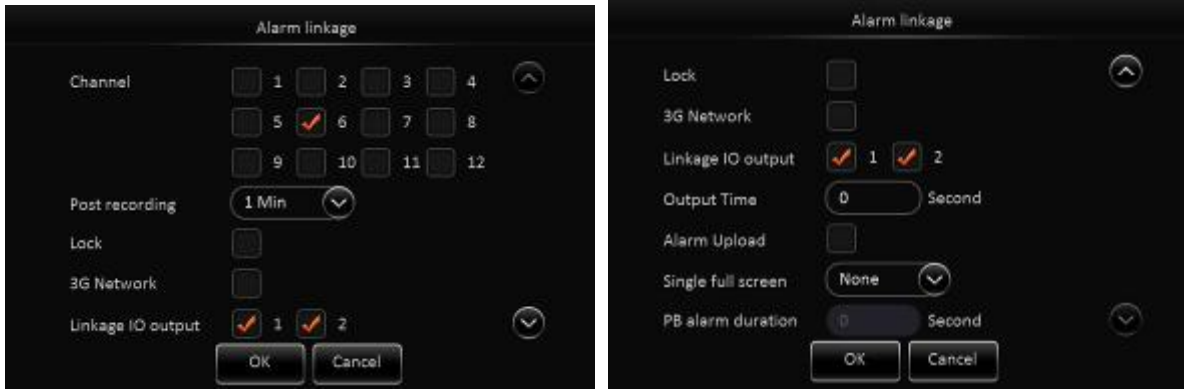 Alarm linkage
Channel 1 2 3 4
5 6 7 8
9 10 11 12
Post recording 1 Min
Lock
3G Network
Linkage IO output 1 2
OK Cancel
Alarm linkage
Lock
3G Network
Linkage IO output 1 2
Output Time 0 Second
Alarm Upload
Single full screen None
PB alarm duration 0 Second
OK Cancel